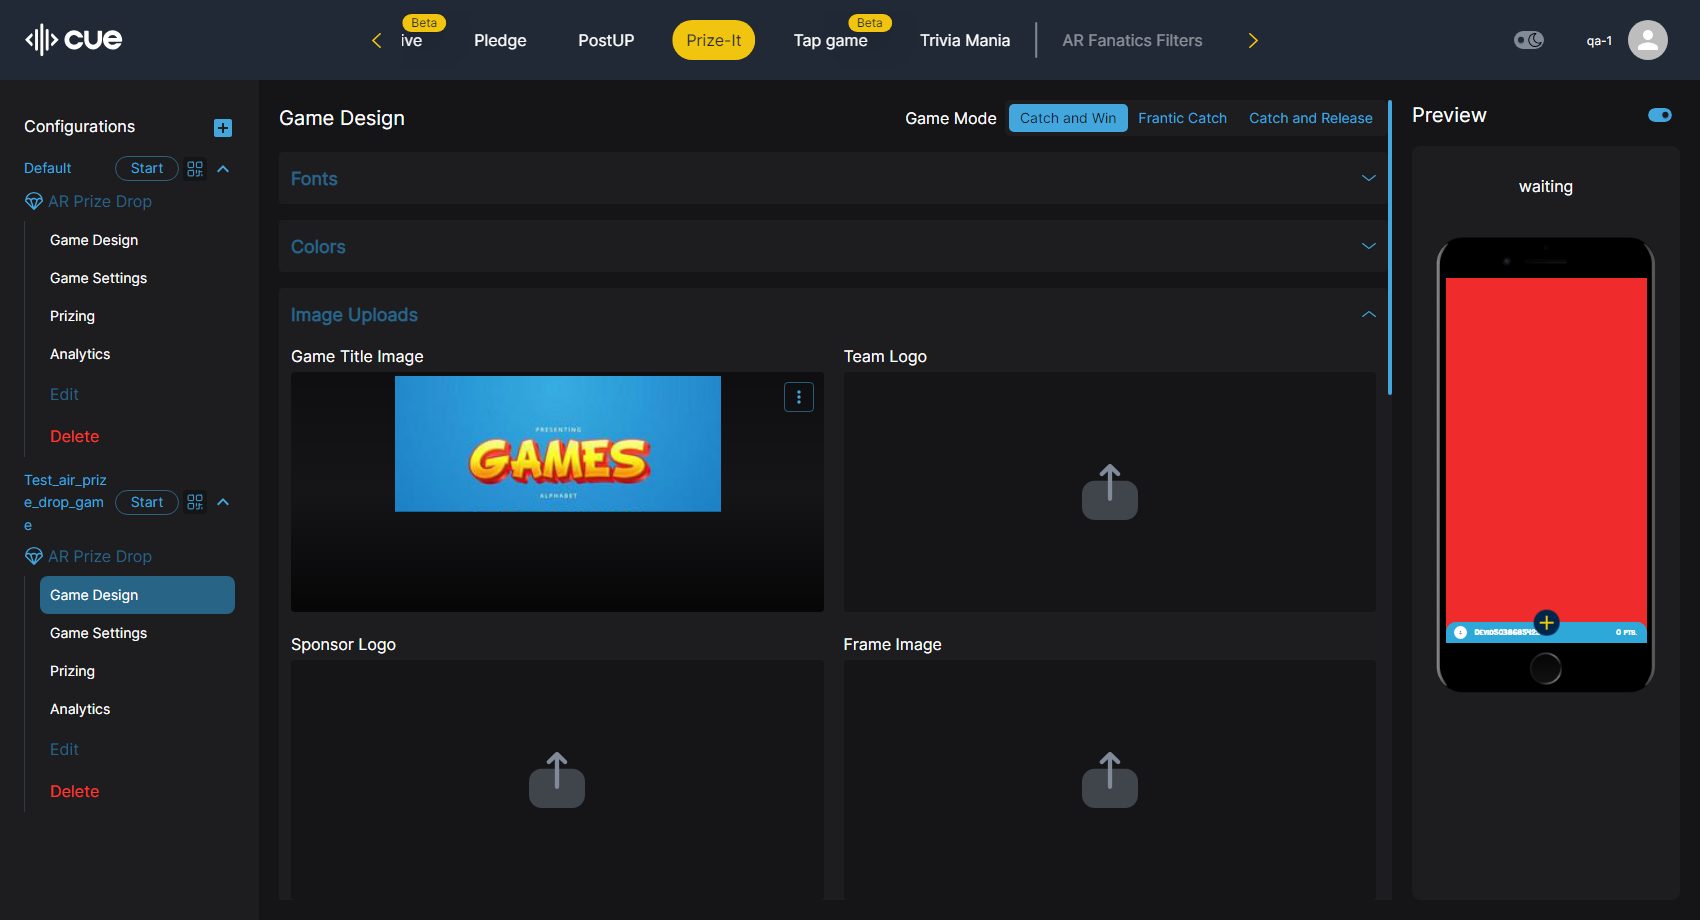 cue
Beta
ive
Pledge
PostUP
Prize-It
Beta
Tap game
Trivia Mania
AR Fanatics Filters
qa-1
Configurations
Default
Start
AR Prize Drop
Game Design
Game Settings
Prizing
Analytics
Edit
Delete
Test_air_priz
e_drop_gam
e
Start
AR Prize Drop
Game Design
Game Settings
Prizing
Analytics
Edit
Delete
Game Design
Game Mode
Catch and Win
Frantic Catch
Catch and Release
Fonts
Colors
Image Uploads
Game Title Image
PRESENTING
GAMES
ALPHABET
Team Logo
Sponsor Logo
Frame Image
Preview
waiting
0 PTS.